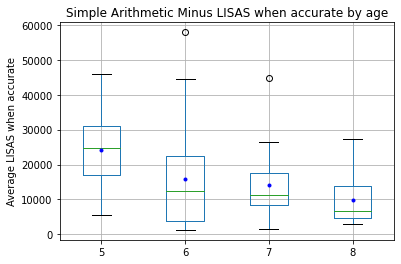 Simple Arithmetic Minus LISAS when accurate by age
Average LISAS when accurate
60000
50000
40000
30000
20000
10000
0
5 6 7 8